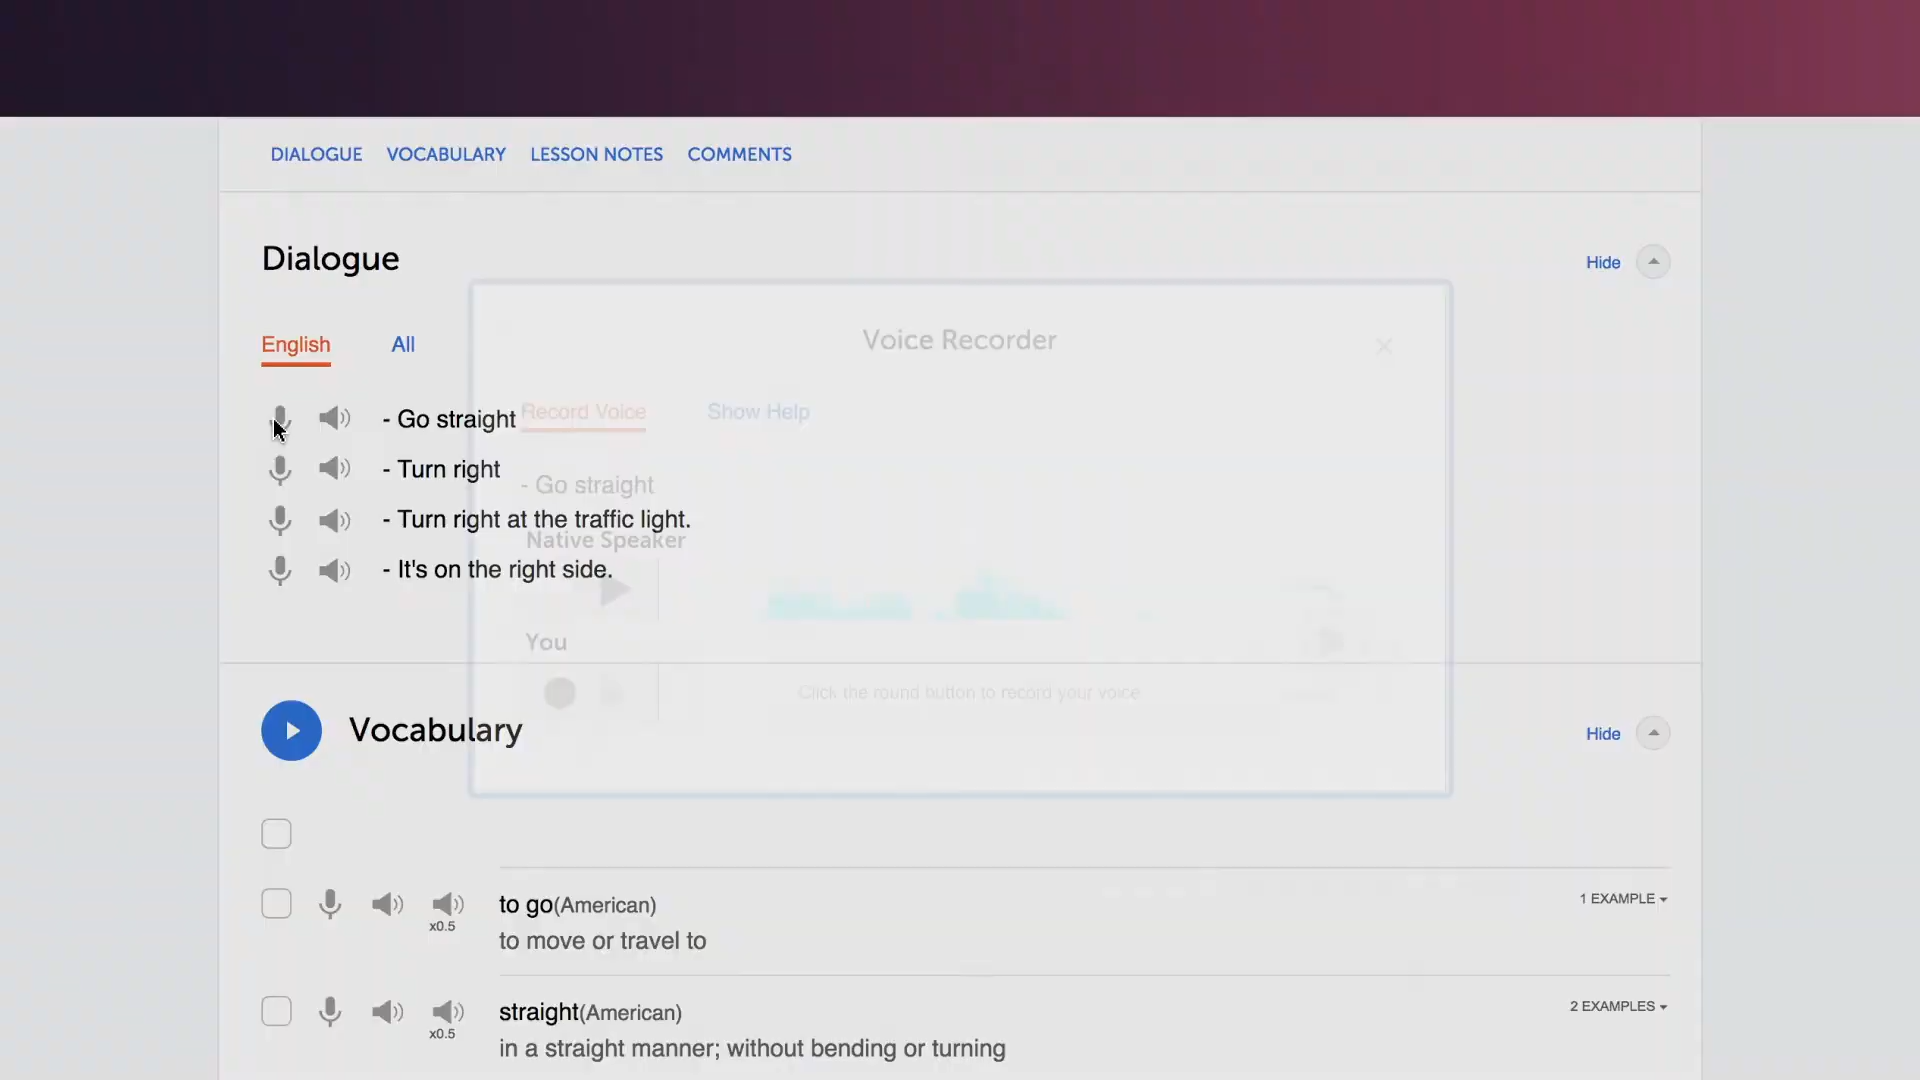 DIALOGUE VOCABULARY LESSON NOTES COMMENTS
Dialogue
Hide
Voice Recorder
English All
Record Voice Show Help
- Go straight
- Turn right
- Go straight
- Turn right at the traffic light.
Native Speaker
- It's on the right side.
You
Click the round button to record your voice
Vocabulary
Hide
to go(American)
1 EXAMPLE
x0.5
to move or travel to
straight(American)
2 EXAMPLES
x0.5
in a straight manner; without bending or turning